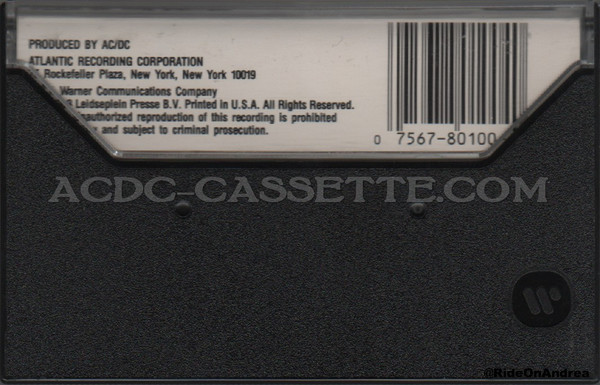 PRODUCED BY AC/DC
ATLANTIC RECORDING CORPORATION
Rockefeller Plaza, New York, New York 10019
Warner Communications Company
Leidseplein Presse B.V. Printed in U.S.A. All Rights Reserved.
authorized reproduction of this recording is prohibited
and subject to criminal prosecution.
0 7567-80100
ACDC-CASSETTE.COM
©RideOnAndrea